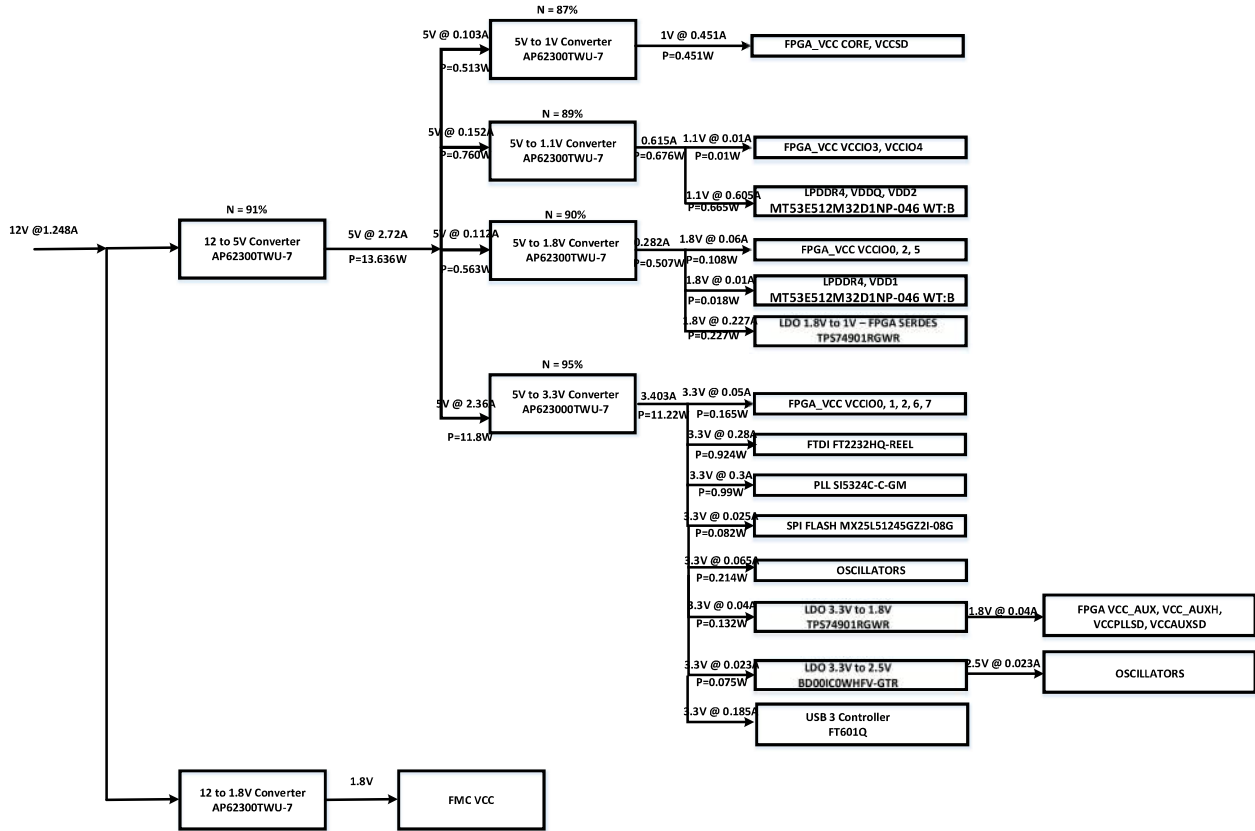 N = 87%
5V @ 0.103A
P=0.513W
5V to 1V Converter
AP62300TWU-7
1V @ 0.451A
P=0.451W
FPGA_VCC CORE, VCCSD
N = 89%
5V @ 0.152A
P=0.760W
5V to 1.1V Converter
AP62300TWU-7
0.615A
P=0.676W
1.1V @ 0.01A
P=0.01W
FPGA_VCC VCCIO3, VCCIO4
1.1V @ 0.605A
P=0.665W
LPDDR4, VDDQ, VDD2
MT53E512M32D1NP-046 WT:B
12V @1.248A
N = 91%
12 to 5V Converter
AP62300TWU-7
5V @ 2.72A
P=13.636W
N = 90%
5V @ 0.112A
P=0.563W
5V to 1.8V Converter
AP62300TWU-7
0.282A
P=0.507W
1.8V @ 0.06A
P=0.108W
FPGA_VCC VCCIO0, 2, 5
1.8V @ 0.01A
P=0.018W
LPDDR4, VDD1
MT53E512M32D1NP-046 WT:B
1.8V @ 0.227A
P=0.227W
LDO 1.8V to 1V – FPGA SERDES
TPS74901RGWR
N = 95%
5V @ 2.36A
P=11.8W
5V to 3.3V Converter
AP623000TWU-7
3.403A
P=11.22W
3.3V @ 0.05A
P=0.165W
FPGA_VCC VCCIO0, 1, 2, 6, 7
3.3V @ 0.28A
P=0.924W
FTDI FT2232HQ-REEL
3.3V @ 0.3A
P=0.99W
PLL SI5324C-C-GM
3.3V @ 0.025A
P=0.082W
SPI FLASH MX25L51245GZ2I-08G
3.3V @ 0.065A
P=0.214W
OSCILLATORS
3.3V @ 0.04A
P=0.132W
LDO 3.3V to 1.8V
TPS74901RGWR
1.8V @ 0.04A
FPGA VCC_AUX, VCC_AUXH,
VCCPLLSD, VCCAUXSD
3.3V @ 0.023A
P=0.075W
LDO 3.3V to 2.5V
BD00IC0WHFV-GTR
2.5V @ 0.023A
OSCILLATORS
3.3V @ 0.185A
USB 3 Controller
FT601Q
12 to 1.8V Converter
AP62300TWU-7
1.8V
FMC VCC